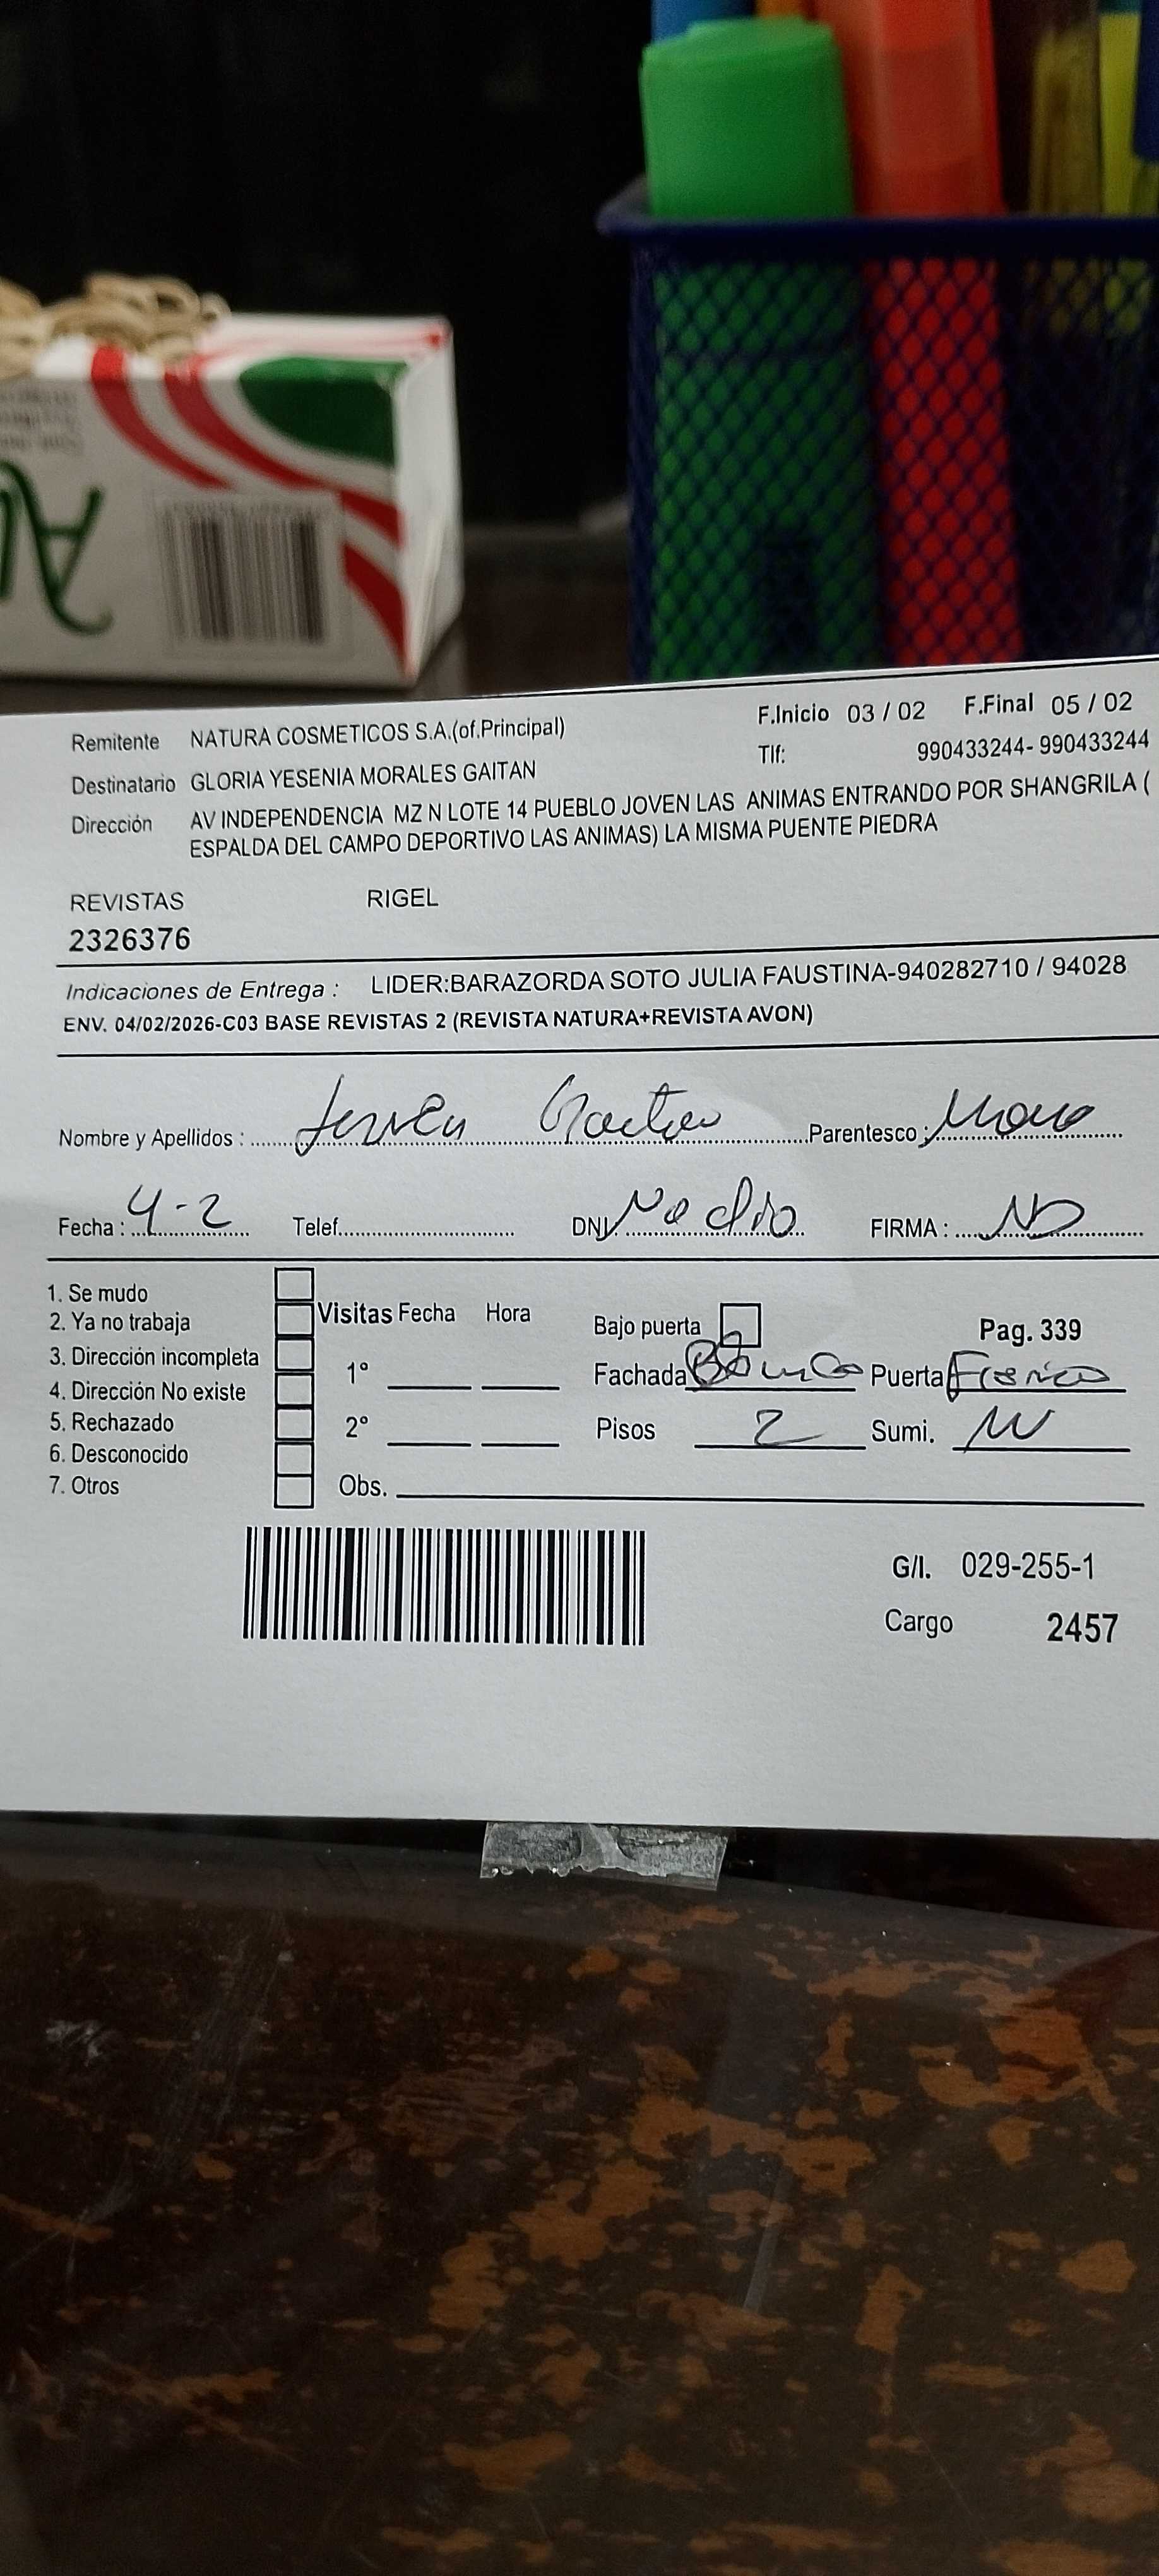 Remitente NATURA COSMETICOS S.A.(of.Principal) F.Inicio 03 / 02 F.Final 05 / 02
Tlf: 990433244- 990433244
Destinatario GLORIA YESENIA MORALES GAITAN
Dirección AV INDEPENDENCIA MZ N LOTE 14 PUEBLO JOVEN LAS ANIMAS ENTRANDO POR SHANGRILA (
ESPALDA DEL CAMPO DEPORTIVO LAS ANIMAS) LA MISMA PUENTE PIEDRA
REVISTAS RIGEL
2326376
Indicaciones de Entrega : LIDER:BARAZORDA SOTO JULIA FAUSTINA-940282710 / 94028
ENV. 04/02/2026-C03 BASE REVISTAS 2 (REVISTA NATURA+REVISTA AVON)
Nombre y Apellidos : Gaitan Parentesco :
Fecha : 4-2 Telef. DNI. No dio FIRMA : ND
1. Se mudo
2. Ya no trabaja
3. Dirección incompleta
4. Dirección No existe
5. Rechazado
6. Desconocido
7. Otros
Visitas Fecha Hora
1°
2°
Obs.
Bajo puerta Pag. 339
Fachada Puerta
Pisos 2 Sumi.
G/I. 029-255-1
Cargo 2457